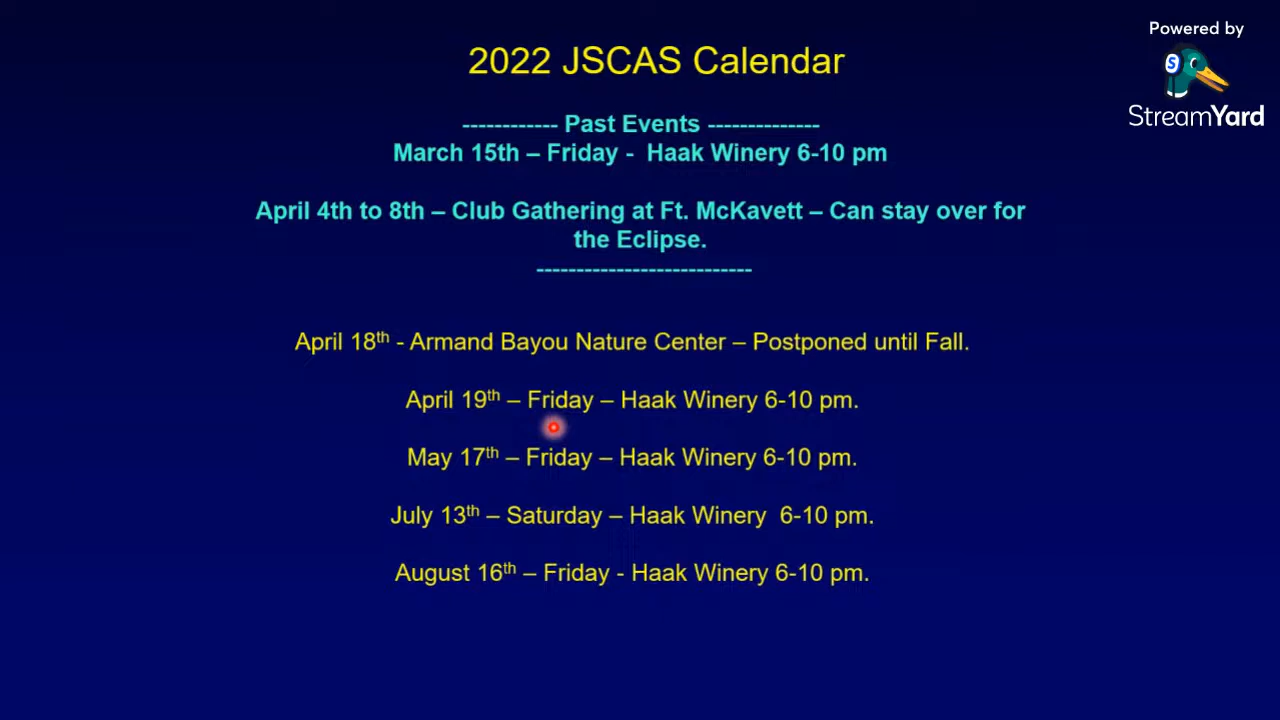 Powered by
StreamYard
2022 JSCAS Calendar
------------ Past Events --------------
March 15th – Friday -  Haak Winery 6-10 pm
April 4th to 8th – Club Gathering at Ft. McKavett – Can stay over for
the Eclipse.
---------------------------
April 18th - Armand Bayou Nature Center – Postponed until Fall.
April 19th – Friday – Haak Winery 6-10 pm.
May 17th – Friday – Haak Winery 6-10 pm.
July 13th – Saturday – Haak Winery  6-10 pm.
August 16th – Friday - Haak Winery 6-10 pm.